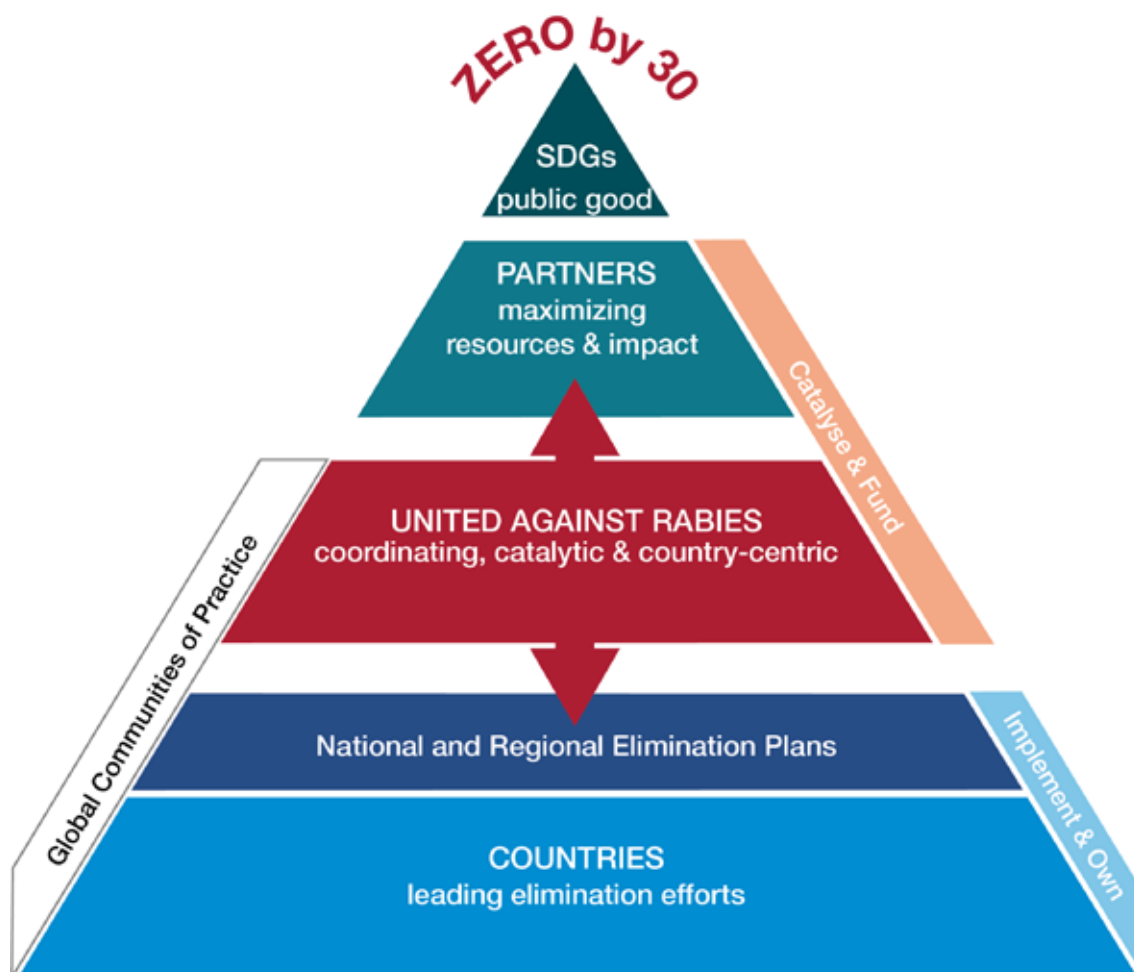 ZERO by 30
SDGs
public good
PARTNERS
maximizing
resources & impact
Catalyse & Fund
UNITED AGAINST RABIES
coordinating, catalytic & country-centric
Global Communities of Practice
National and Regional Elimination Plans
Implement & Own
COUNTRIES
leading elimination efforts